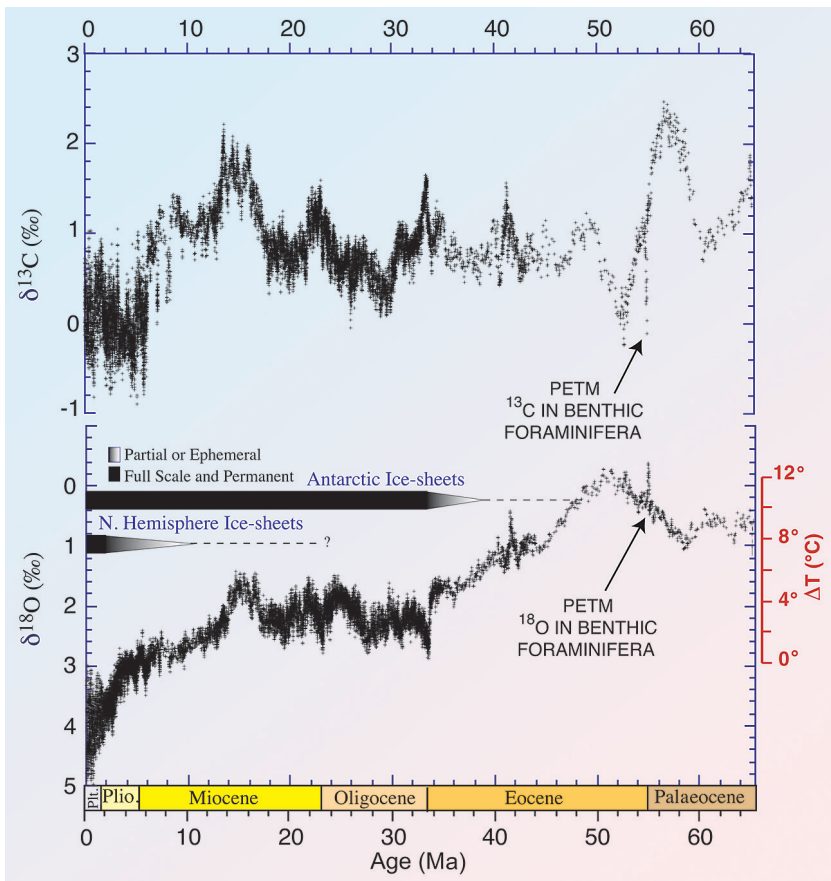 0 10 20 30 40 50 60
3
2
1
0
-1
δ¹³C (‰)
PETM
¹³C IN BENTHIC
FORAMINIFERA
Partial or Ephemeral
Full Scale and Permanent
Antarctic Ice-sheets
N. Hemisphere Ice-sheets
?
0
1
2
3
4
5
δ¹⁸O (‰)
12°
8°
4°
0°
ΔT (°C)
PETM
¹⁸O IN BENTHIC
FORAMINIFERA
Plt. Plio. Miocene Oligocene Eocene Palaeocene
0 10 20 30 40 50 60
Age (Ma)